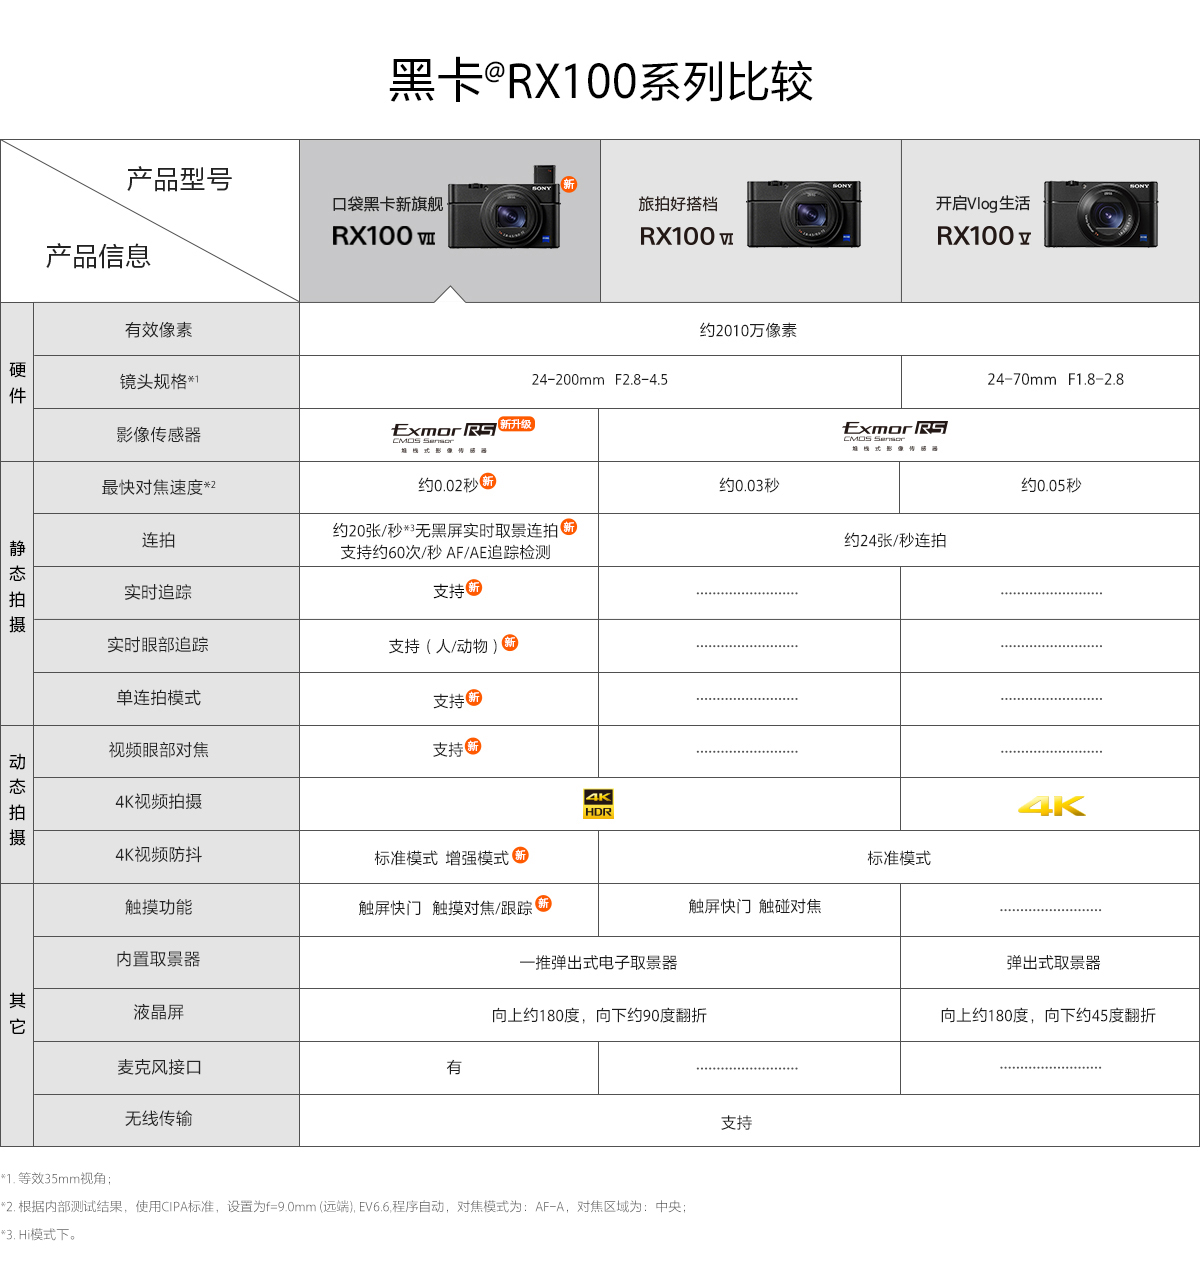 黑卡@RX100系列比较
产品型号
产品信息
口袋黑卡新旗舰
RX100 VII
SONY
新
旅拍好搭档
RX100 VI
SONY
开启Vlog生活
RX100 V
SONY
硬件
有效像素
约2010万像素
镜头规格*1
24-200mm F2.8-4.5
24-70mm F1.8-2.8
影像传感器
Exmor RS 新升级
CMOS Sensor
堆栈式影像传感器
Exmor RS
CMOS Sensor
堆栈式影像传感器
静态拍摄
最快对焦速度*2
约0.02秒 新
约0.03秒
约0.05秒
连拍
约20张/秒*3无黑屏实时取景连拍 新
支持约60次/秒 AF/AE追踪检测
约24张/秒连拍
实时追踪
支持 新
........................
........................
实时眼部追踪
支持（人/动物）新
........................
........................
单连拍模式
支持 新
........................
........................
动态拍摄
视频眼部对焦
支持 新
........................
........................
4K视频拍摄
4K
HDR
4K
4K视频防抖
标准模式 增强模式 新
标准模式
其它
触摸功能
触屏快门 触摸对焦/跟踪 新
触屏快门 触碰对焦
........................
内置取景器
一推弹出式电子取景器
弹出式取景器
液晶屏
向上约180度，向下约90度翻折
向上约180度，向下约45度翻折
麦克风接口
有
........................
........................
无线传输
支持
*1. 等效35mm视角；
*2. 根据内部测试结果，使用CIPA标准，设置为f=9.0mm (远端), EV6.6,程序自动，对焦模式为：AF-A，对焦区域为：中央；
*3. Hi模式下。